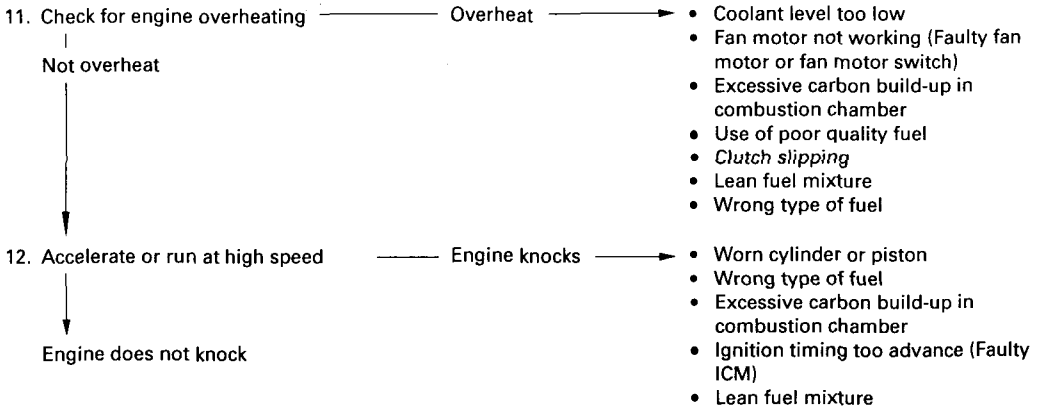 11. Check for engine overheating Overheat • Coolant level too low
• Fan motor not working (Faulty fan
Not overheat motor or fan motor switch)
• Excessive carbon build-up in
combustion chamber
• Use of poor quality fuel
• Clutch slipping
• Lean fuel mixture
• Wrong type of fuel
12. Accelerate or run at high speed Engine knocks • Worn cylinder or piston
• Wrong type of fuel
• Excessive carbon build-up in
combustion chamber
Engine does not knock • Ignition timing too advance (Faulty
ICM)
• Lean fuel mixture